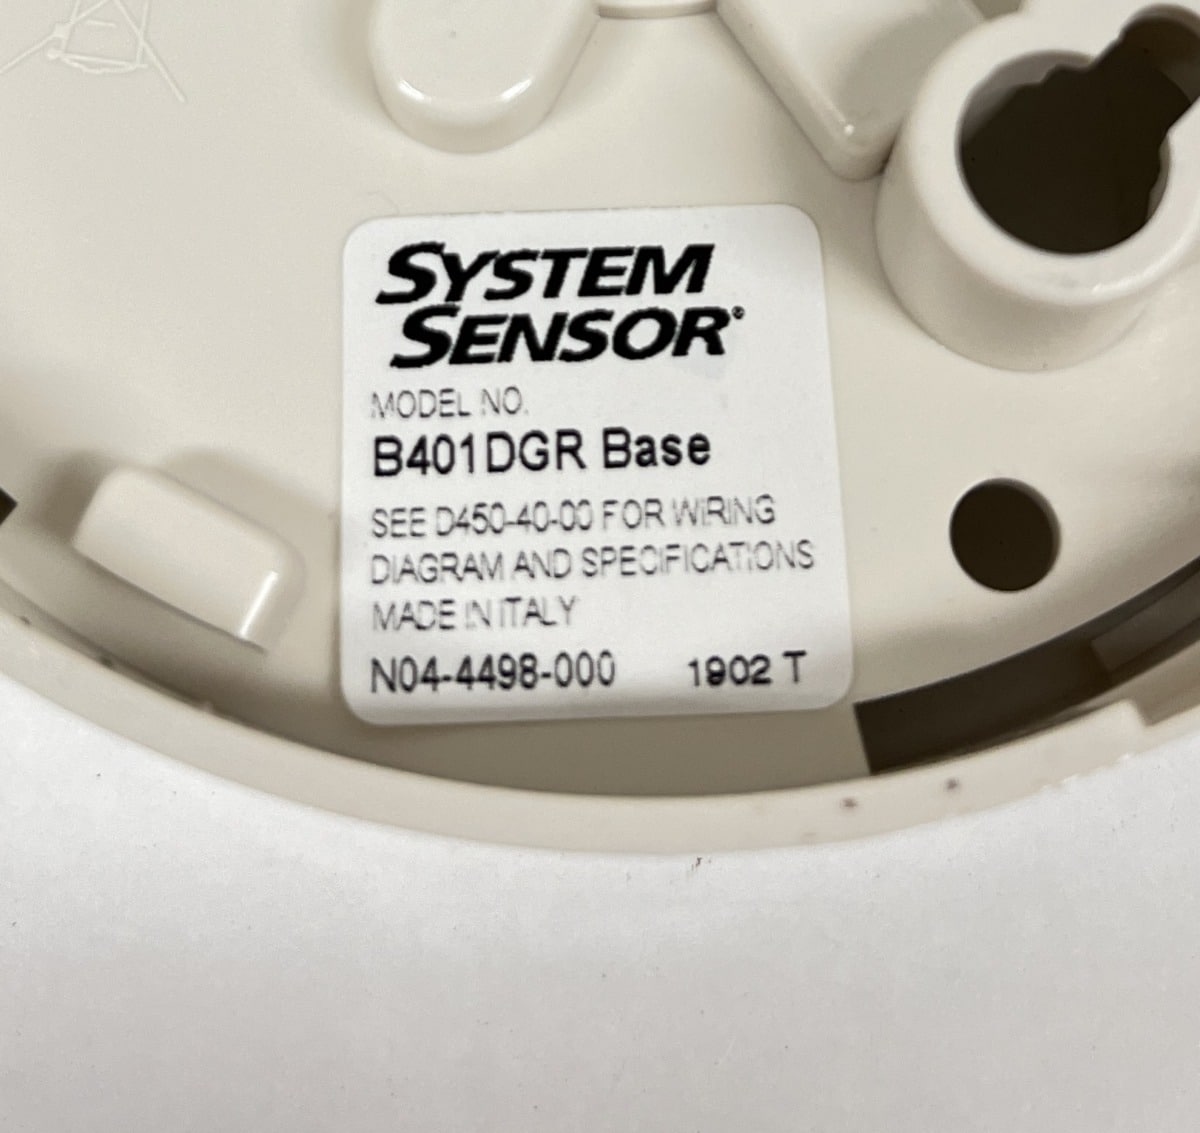 SYSTEM
SENSOR®
MODEL NO.
B401DGR Base
SEE D450-40-00 FOR WIRING
DIAGRAM AND SPECIFICATIONS
MADE IN ITALY
N04-4498-000 1902 T